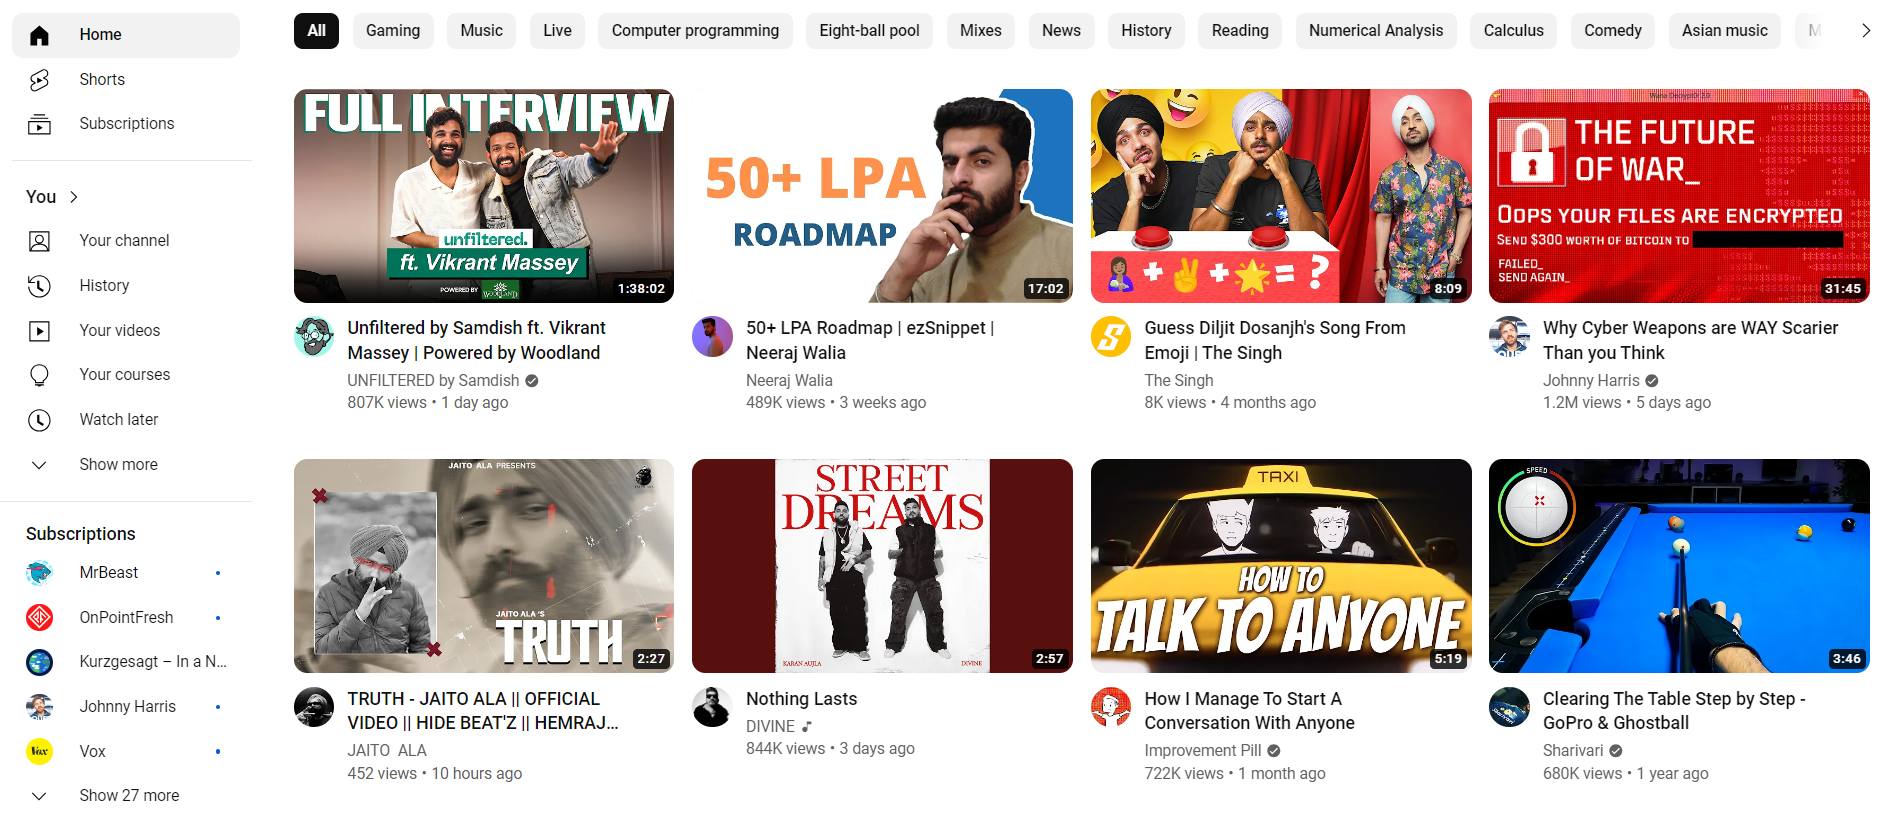 Home
Shorts
Subscriptions
You
Your channel
History
Your videos
Your courses
Watch later
Show more
Subscriptions
MrBeast
OnPointFresh
Kurzgesagt – In a N...
Johnny Harris
Vox
Show 27 more
All
Gaming
Music
Live
Computer programming
Eight-ball pool
Mixes
News
History
Reading
Numerical Analysis
Calculus
Comedy
Asian music
M
FULL INTERVIEW
unfiltered.
ft. Vikrant Massey
POWERED BY
WOODLAND
1:38:02
Unfiltered by Samdish ft. Vikrant
Massey | Powered by Woodland
UNFILTERED by Samdish
807K views • 1 day ago
50+ LPA
ROADMAP
17:02
50+ LPA Roadmap | ezSnippet |
Neeraj Walia
Neeraj Walia
489K views • 3 weeks ago
+ + = ?
8:09
S
Guess Diljit Dosanjh's Song From
Emoji | The Singh
The Singh
8K views • 4 months ago
Wana Decrypt0r 2.0
THE FUTURE
OF WAR_
OOPS YOUR FILES ARE ENCRYPTED
SEND $300 WORTH OF BITCOIN TO
FAILED_
SEND AGAIN_
31:45
Why Cyber Weapons are WAY Scarier
Than you Think
Johnny Harris
1.2M views • 5 days ago
JAITO ALA PRESENTS
JAITO ALA 'S
TRUTH
2:27
TRUTH - JAITO ALA || OFFICIAL
VIDEO || HIDE BEAT'Z || HEMRAJ...
JAITO ALA
452 views • 10 hours ago
STREET
DREAMS
KARAN AUJLA
DIVINE
2:57
Nothing Lasts
DIVINE
844K views • 3 days ago
TAXI
HOW TO
TALK TO ANYONE
5:19
How I Manage To Start A
Conversation With Anyone
Improvement Pill
722K views • 1 month ago
SPEED
3:46
Clearing The Table Step by Step -
GoPro & Ghostball
Sharivari
680K views • 1 year ago